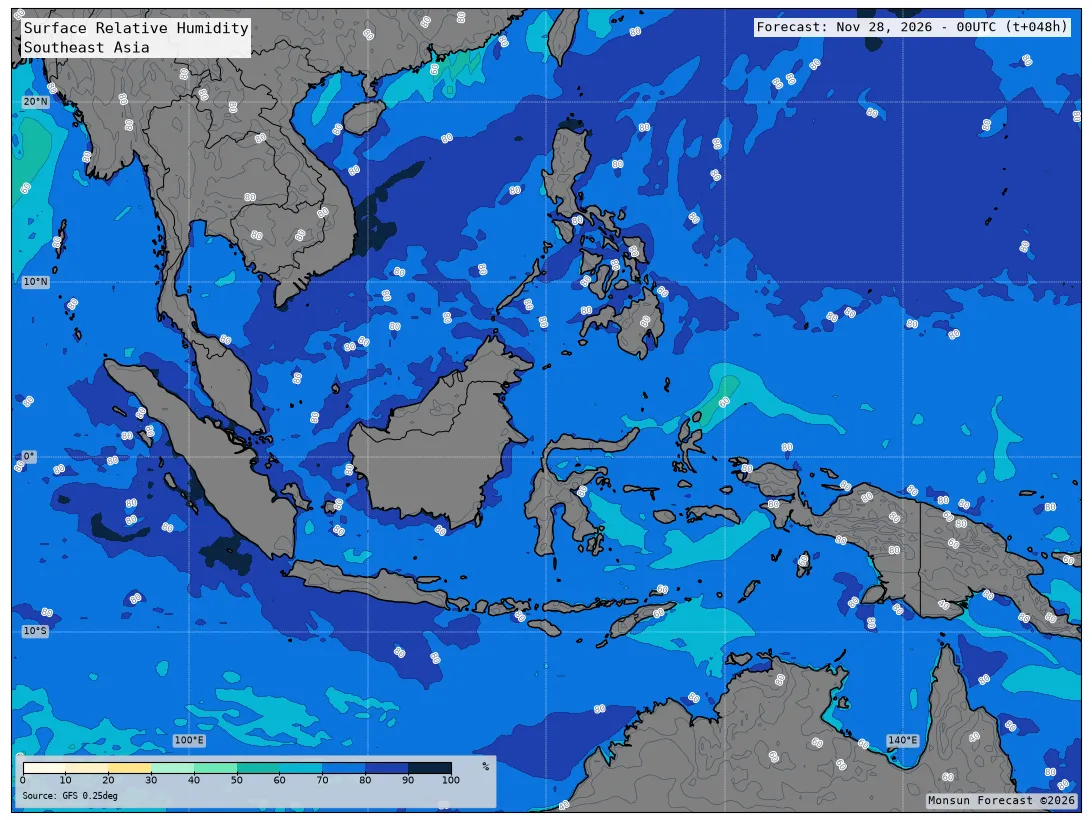 Surface Relative Humidity
Southeast Asia
Forecast: Nov 28, 2026 - 00UTC (t+048h)
20°N
10°N
0°
10°S
100°E
140°E
0 10 20 30 40 50 60 70 80 90 100
%
Source: GFS 0.25deg
Monsun Forecast ©2026